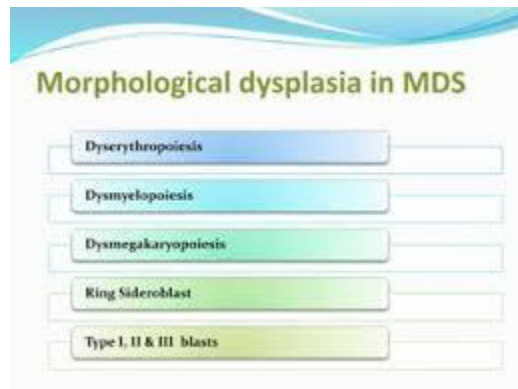 Morphological dysplasia in MDS
Dyserythropoiesis
Dysmyelopoiesis
Dysmegakaryopoiesis
Ring Sideroblast
Type I, II & III blasts